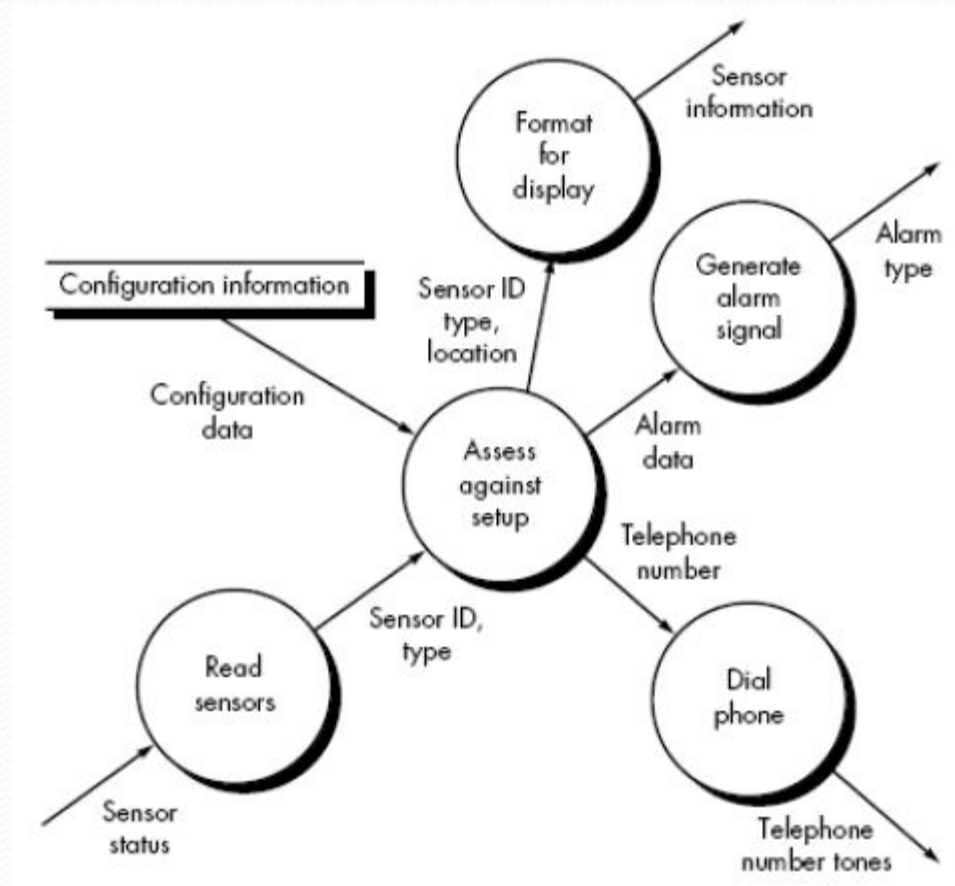 Sensor
information
Format
for
display
Alarm
type
Generate
alarm
signal
Configuration information
Sensor ID
type,
location
Configuration
data
Alarm
data
Assess
against
setup
Telephone
number
Sensor ID,
type
Read
sensors
Dial
phone
Sensor
status
Telephone
number tones